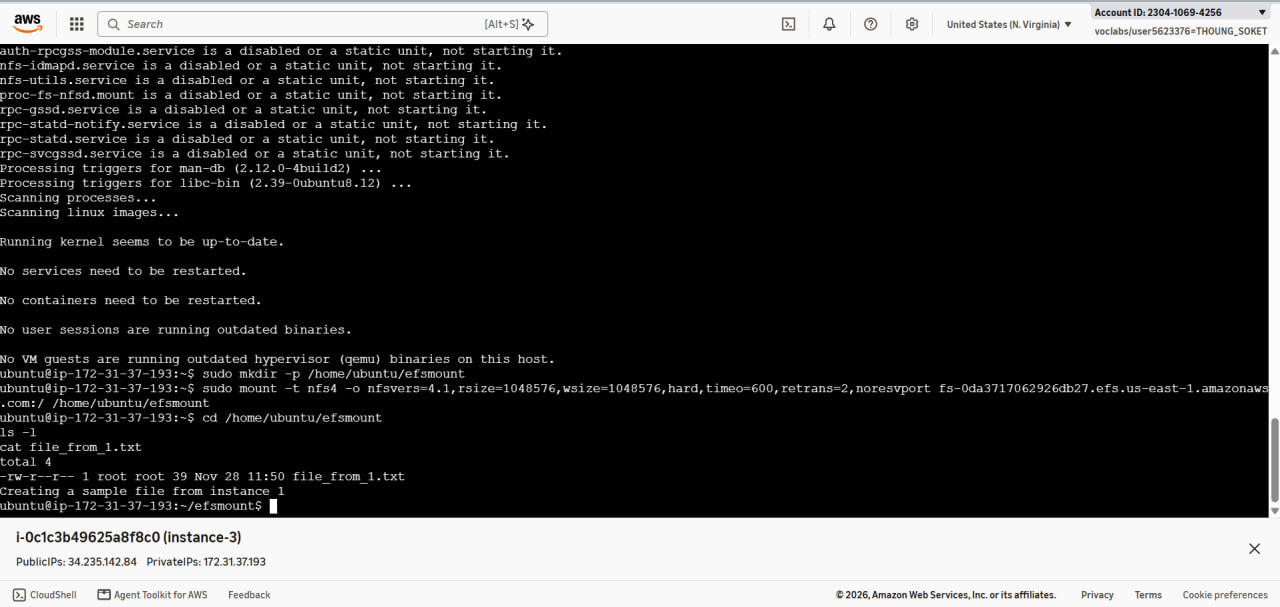 aws
Search
[Alt+S]
United States (N. Virginia)
Account ID: 2304-1069-4256
voclabs/user5623376=THOUNG_SOKET
auth-rpcgss-module.service is a disabled or a static unit, not starting it.
nfs-idmapd.service is a disabled or a static unit, not starting it.
nfs-utils.service is a disabled or a static unit, not starting it.
proc-fs-nfsd.mount is a disabled or a static unit, not starting it.
rpc-gssd.service is a disabled or a static unit, not starting it.
rpc-statd-notify.service is a disabled or a static unit, not starting it.
rpc-statd.service is a disabled or a static unit, not starting it.
rpc-svcgssd.service is a disabled or a static unit, not starting it.
Processing triggers for man-db (2.12.0-4build2) ...
Processing triggers for libc-bin (2.39-0ubuntu8.12) ...
Scanning processes...
Scanning linux images...
Running kernel seems to be up-to-date.
No services need to be restarted.
No containers need to be restarted.
No user sessions are running outdated binaries.
No VM guests are running outdated hypervisor (qemu) binaries on this host.
ubuntu@ip-172-31-37-193:~$ sudo mkdir -p /home/ubuntu/efsmount
ubuntu@ip-172-31-37-193:~$ sudo mount -t nfs4 -o nfsvers=4.1,rsize=1048576,wsize=1048576,hard,timeo=600,retrans=2,noresvport fs-0da3717062926db27.efs.us-east-1.amazonaws
.com:/ /home/ubuntu/efsmount
ubuntu@ip-172-31-37-193:~$ cd /home/ubuntu/efsmount
ls -l
cat file_from_1.txt
total 4
-rw-r--r-- 1 root root 39 Nov 28 11:50 file_from_1.txt
Creating a sample file from instance 1
ubuntu@ip-172-31-37-193:~/efsmount$
i-0c1c3b49625a8f8c0 (instance-3)
PublicIPs: 34.235.142.84 PrivateIPs: 172.31.37.193
CloudShell
Agent Toolkit for AWS
Feedback
© 2026, Amazon Web Services, Inc. or its affiliates.
Privacy
Terms
Cookie preferences